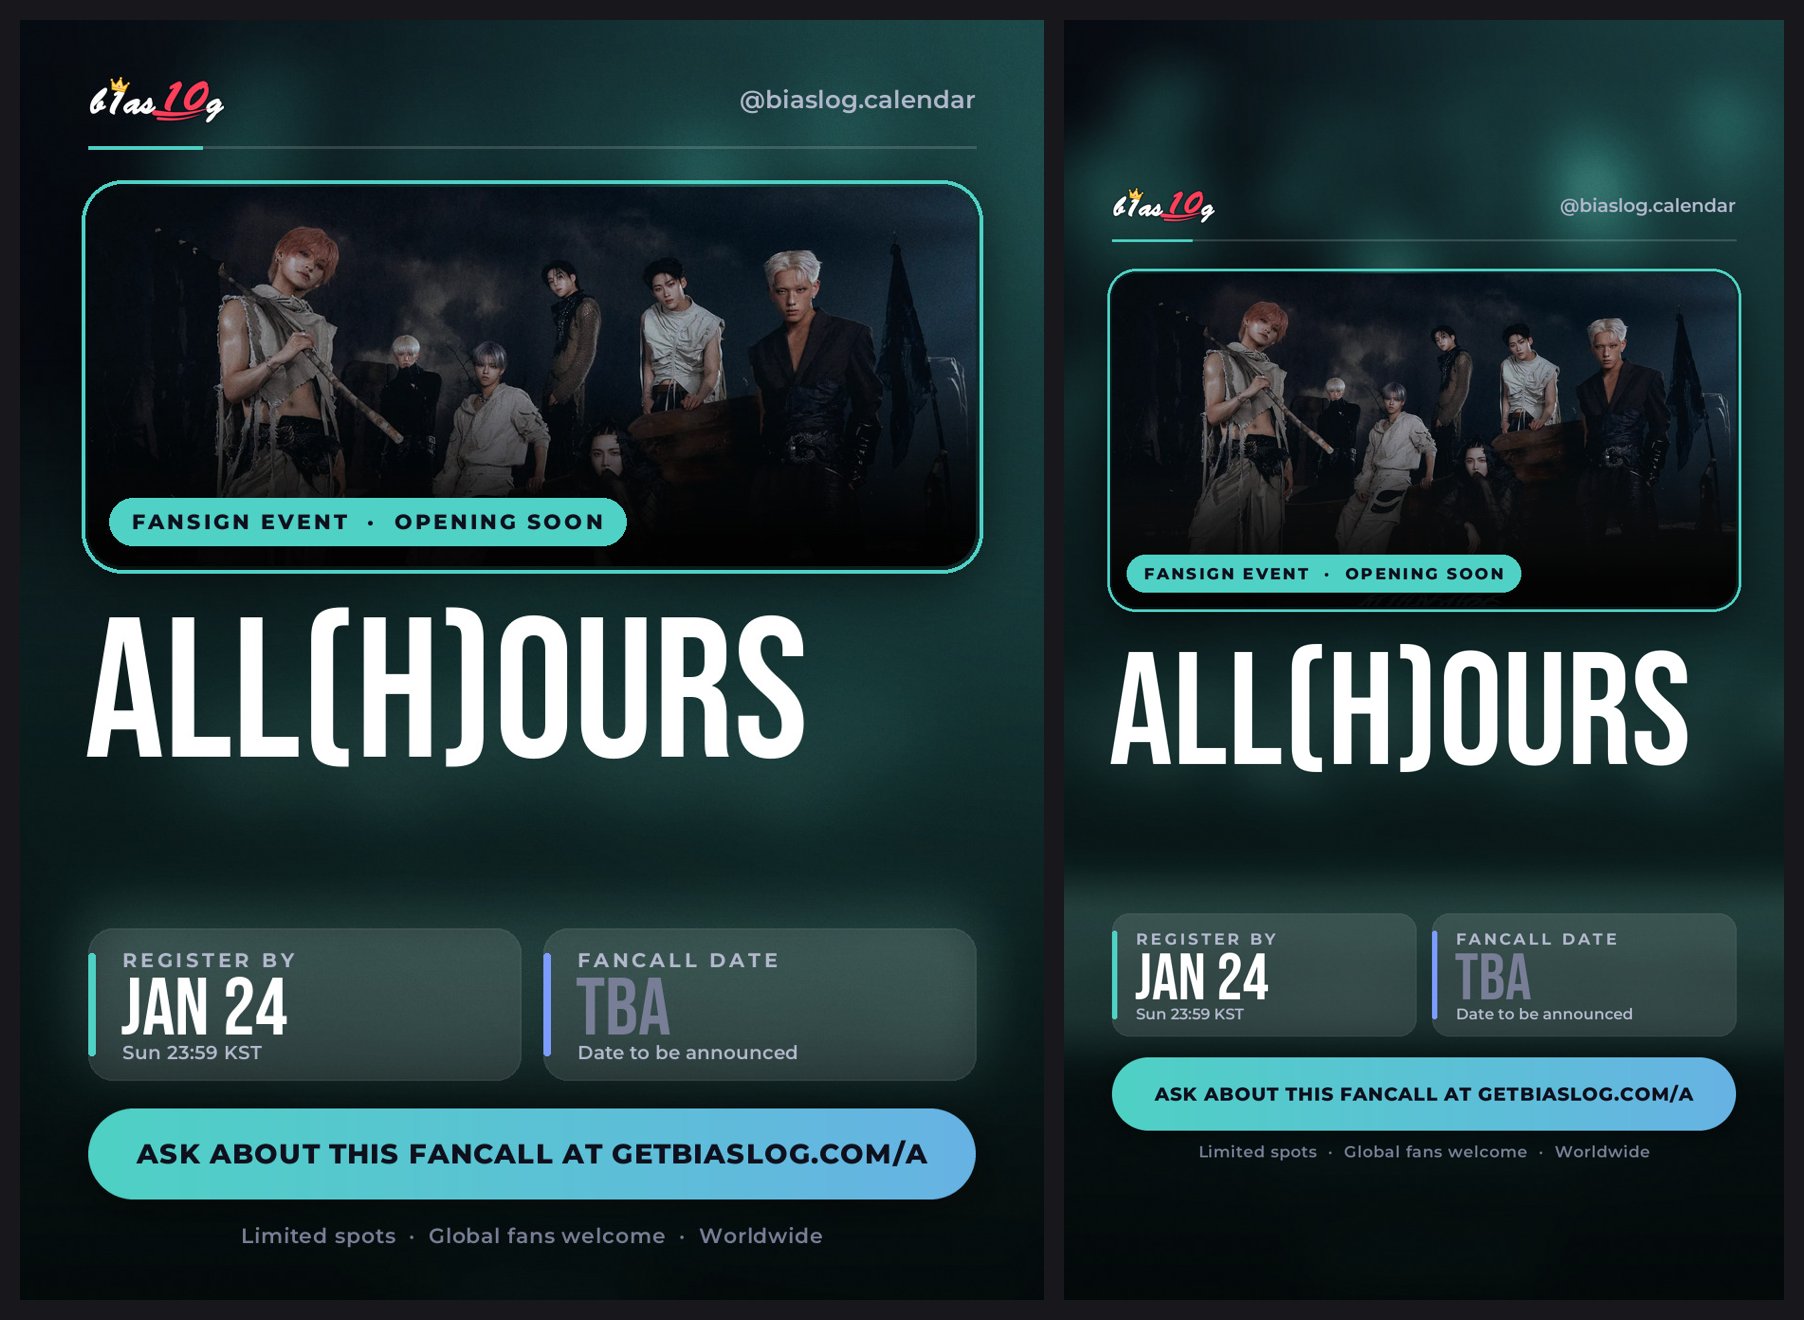 b1as10g
@biaslog.calendar
FANSIGN EVENT · OPENING SOON
ALL(H)OURS
REGISTER BY
JAN 24
Sun 23:59 KST
FANCALL DATE
TBA
Date to be announced
ASK ABOUT THIS FANCALL AT GETBIASLOG.COM/A
Limited spots · Global fans welcome · Worldwide
b1as10g
@biaslog.calendar
FANSIGN EVENT · OPENING SOON
ALL(H)OURS
REGISTER BY
JAN 24
Sun 23:59 KST
FANCALL DATE
TBA
Date to be announced
ASK ABOUT THIS FANCALL AT GETBIASLOG.COM/A
Limited spots · Global fans welcome · Worldwide